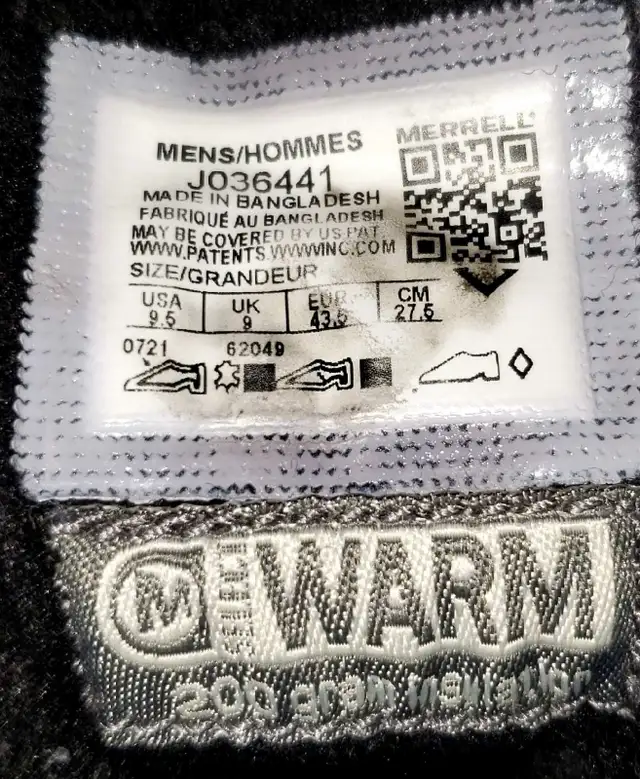 MENS/HOMMES
MERRELL
J036441
MADE IN BANGLADESH
FABRIQUÉ AU BANGLADESH
MAY BE COVERED BY US PAT
WWW.PATENTS.WWWINC.COM
SIZE/GRANDEUR
USA UK EUR CM
9.5 9 43.5 27.5
0721 62049
M SELECT WARM
200 gram insulation